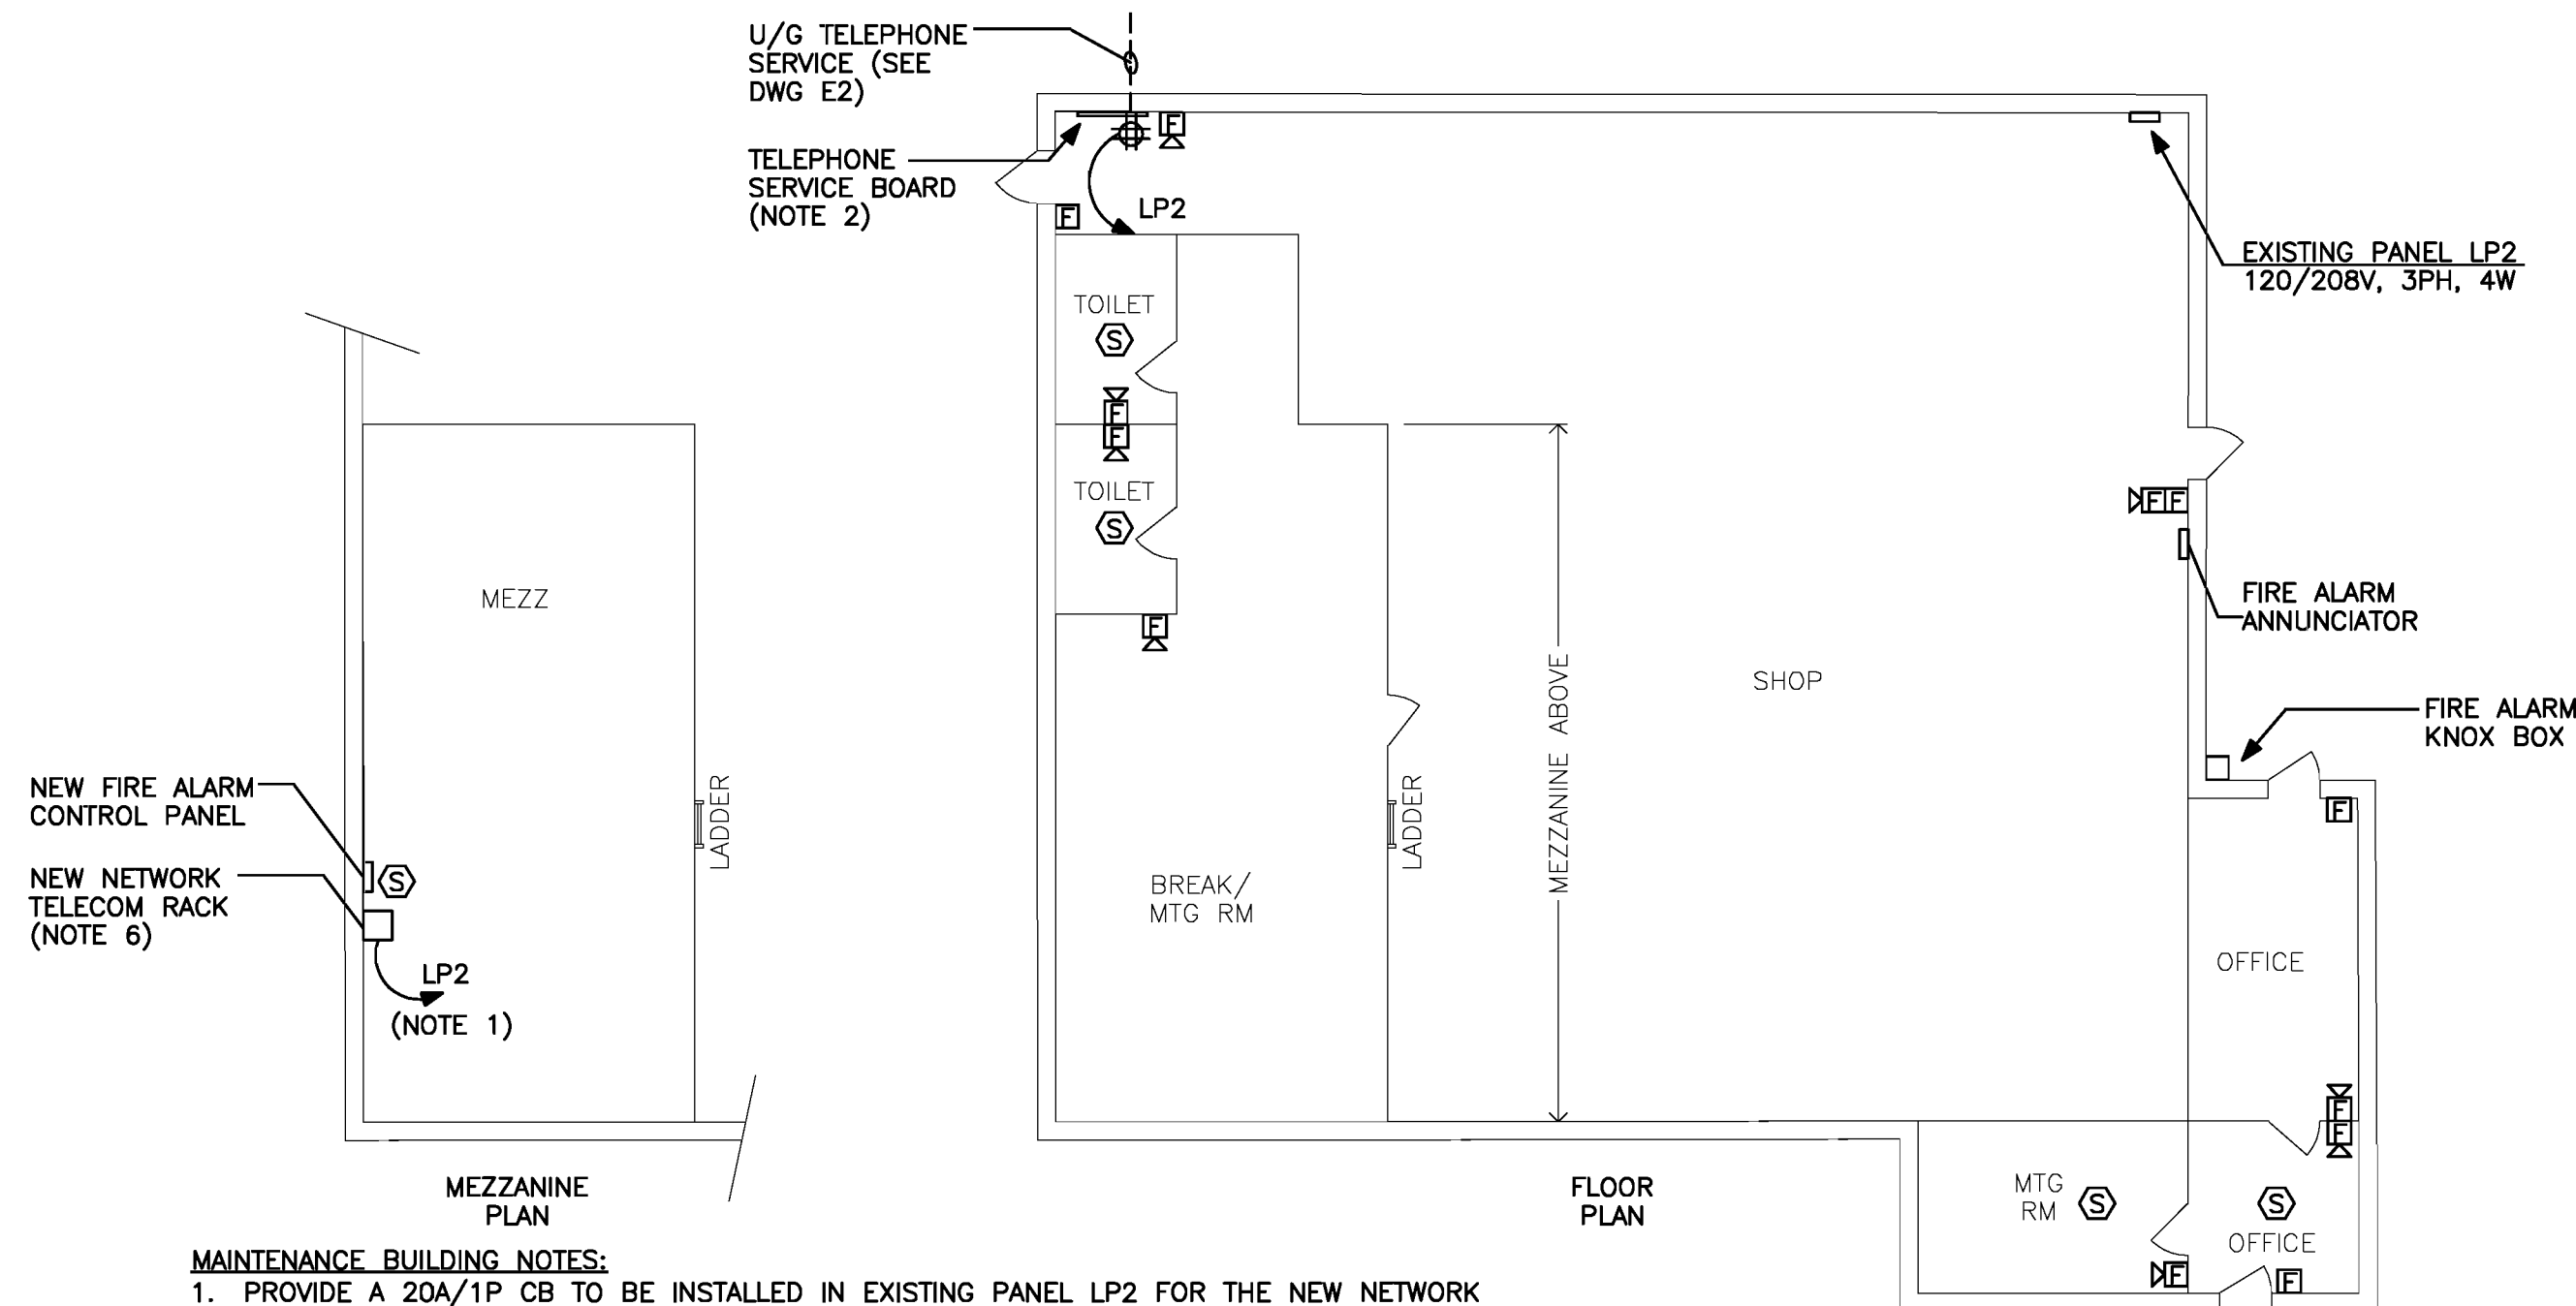 U/G TELEPHONE
SERVICE (SEE
DWG E2)
TELEPHONE
SERVICE BOARD
(NOTE 2)
F
F
LP2
EXISTING PANEL LP2
120/208V, 3PH, 4W
TOILET
S
F
F
TOILET
S
F
F F
FIRE ALARM
ANNUNCIATOR
MEZZ
SHOP
MEZZANINE ABOVE
FIRE ALARM
KNOX BOX
NEW FIRE ALARM
CONTROL PANEL
S
LADDER
LADDER
F
NEW NETWORK
TELECOM RACK
(NOTE 6)
LP2
(NOTE 1)
BREAK/
MTG RM
OFFICE
F
F
MTG
RM
S
S
OFFICE
F
F
MEZZANINE
PLAN
FLOOR
PLAN
MAINTENANCE BUILDING NOTES:
1. PROVIDE A 20A/1P CB TO BE INSTALLED IN EXISTING PANEL LP2 FOR THE NEW NETWORK